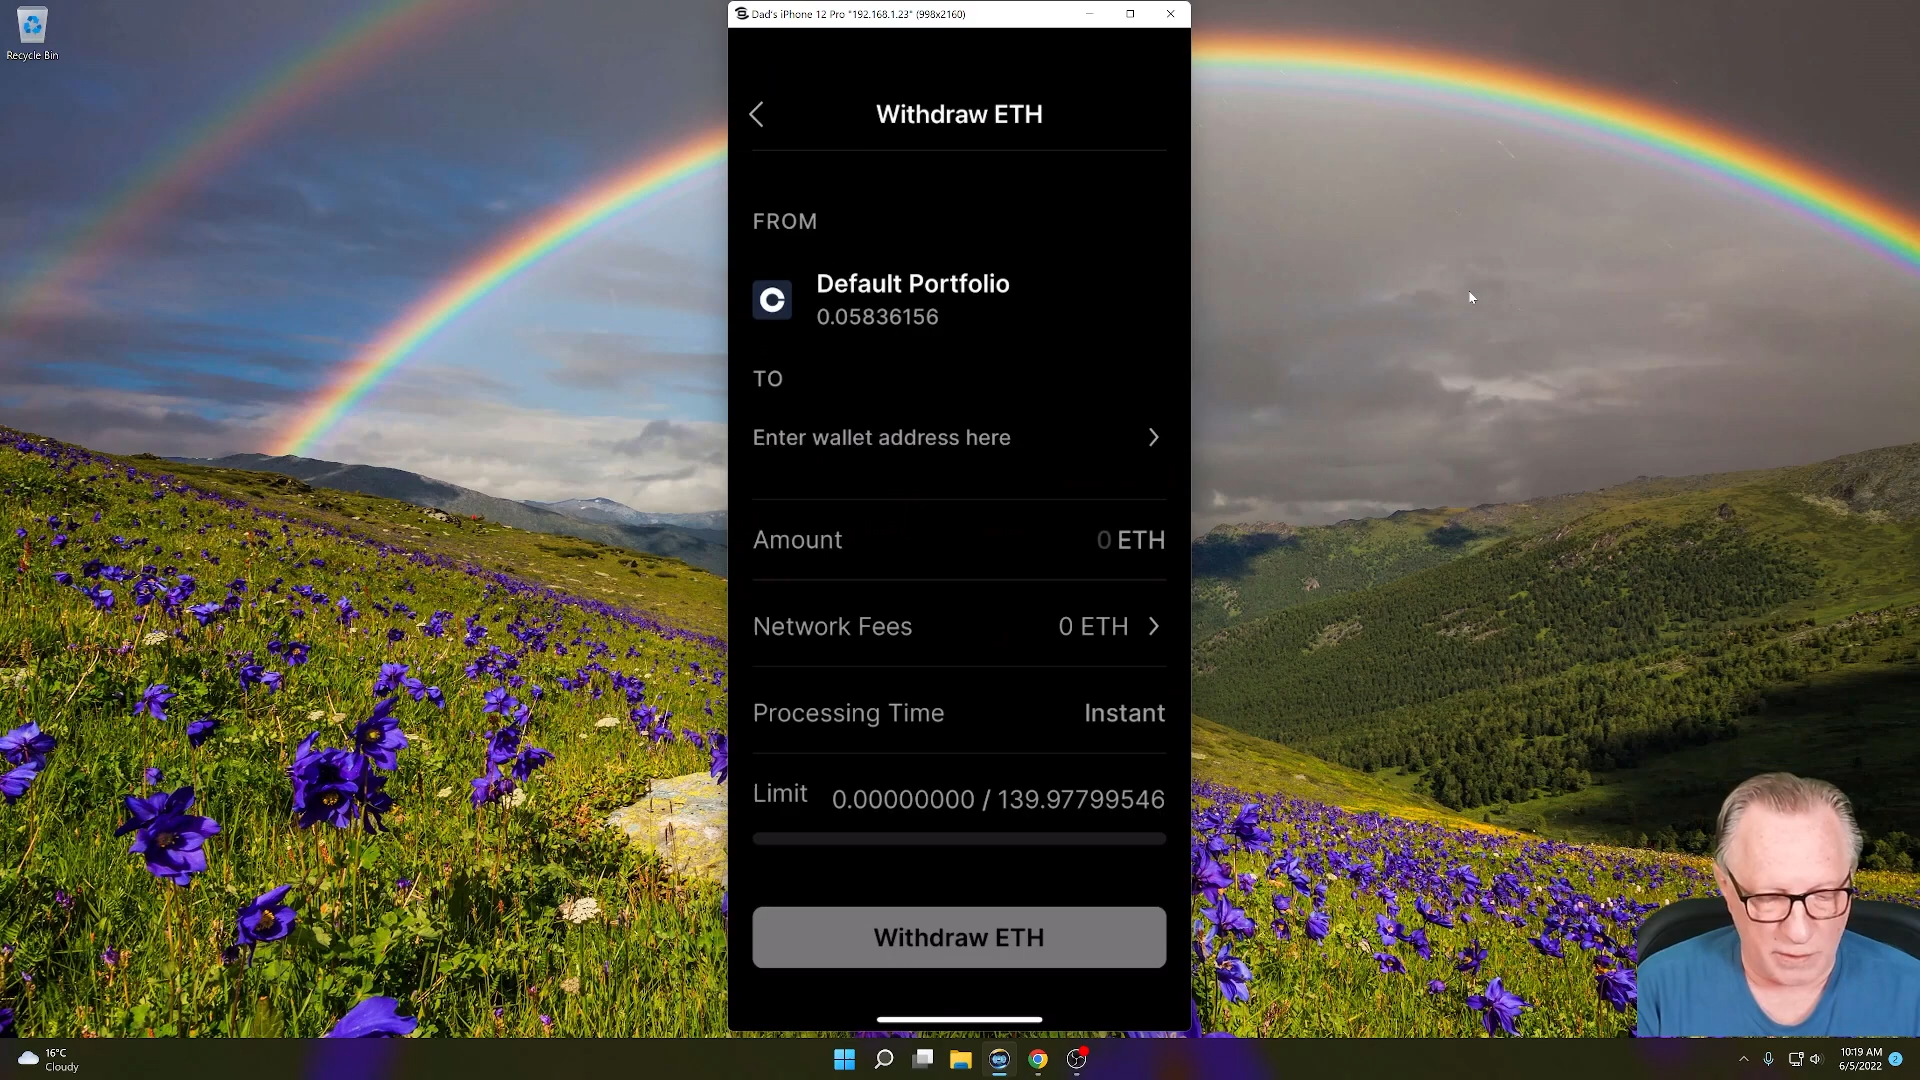 Recycle Bin
Dad's iPhone 12 Pro "192.168.1.23" (998x2160)
Withdraw ETH
FROM
Default Portfolio
0.05836156
TO
Enter wallet address here
Amount 0 ETH
Network Fees 0 ETH
Processing Time Instant
Limit 0.00000000 / 139.97799546
Withdraw ETH
16°C
Cloudy
10:19 AM
6/5/2022
2